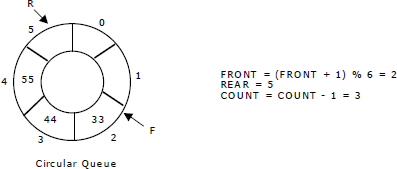 R
5
0
4
55
1
44
33
3
2
F
FRONT = (FRONT + 1) % 6 = 2
REAR = 5
COUNT = COUNT - 1 = 3
Circular Queue